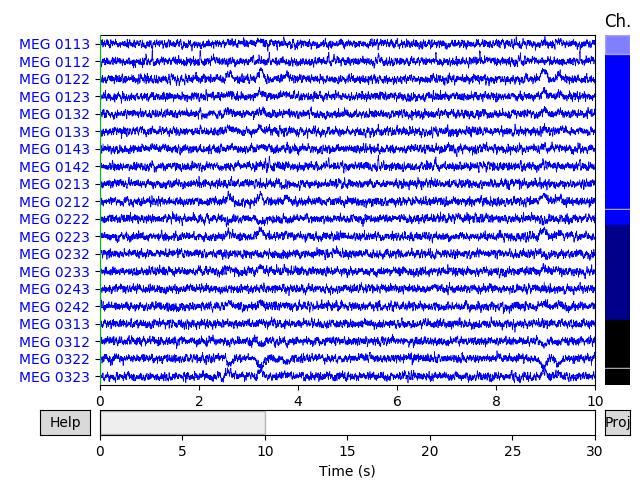 Ch.
MEG 0113
MEG 0112
MEG 0122
MEG 0123
MEG 0132
MEG 0133
MEG 0143
MEG 0142
MEG 0213
MEG 0212
MEG 0222
MEG 0223
MEG 0232
MEG 0233
MEG 0243
MEG 0242
MEG 0313
MEG 0312
MEG 0322
MEG 0323
0 2 4 6 8 10
Help
Proj
0 5 10 15 20 25 30
Time (s)